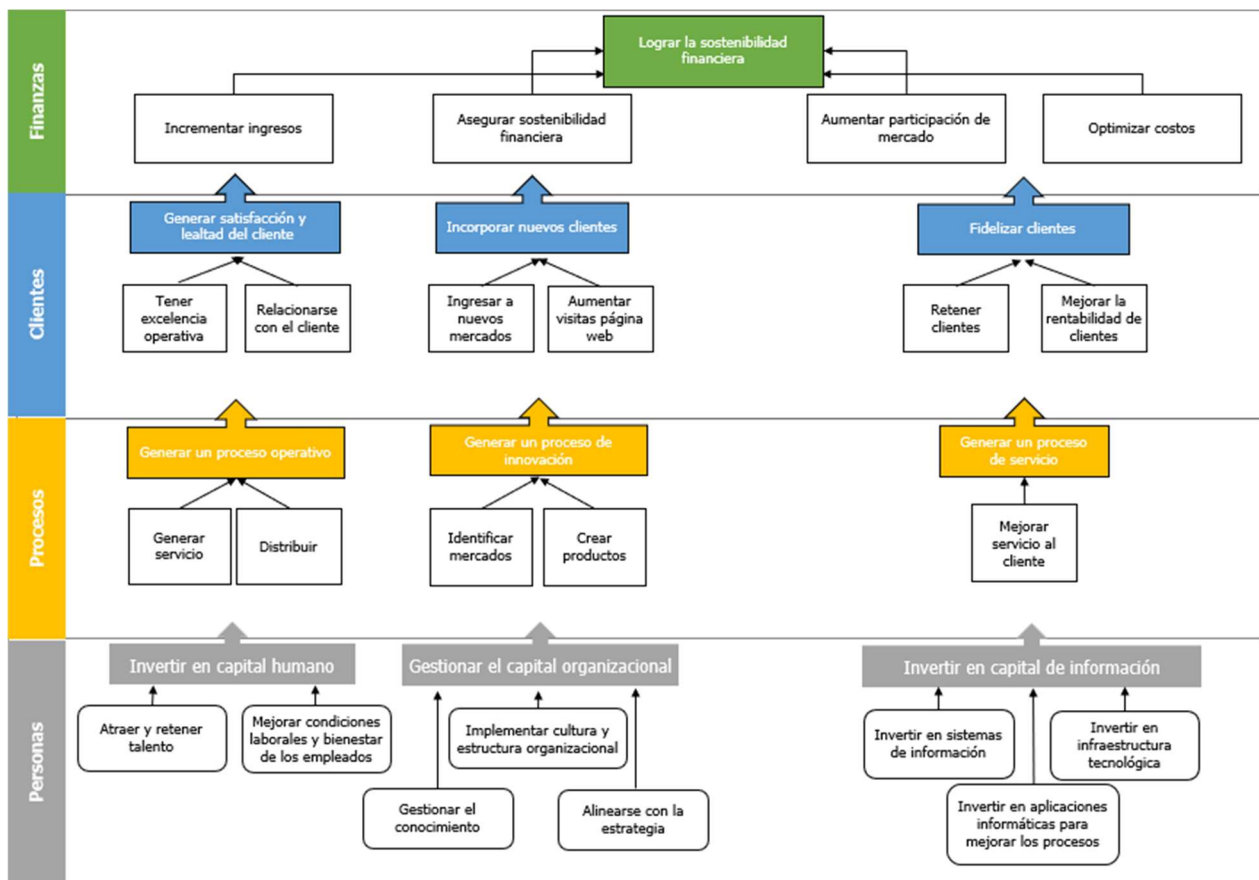 Finanzas
Lograr la sostenibilidad
financiera
Incrementar ingresos
Asegurar sostenibilidad
financiera
Aumentar participación de
mercado
Optimizar costos
Clientes
Generar satisfacción y
lealtad del cliente
Incorporar nuevos clientes
Fidelizar clientes
Tener
excelencia
operativa
Relacionarse
con el cliente
Ingresar a
nuevos
mercados
Aumentar
visitas página
web
Retener
clientes
Mejorar la
rentabilidad de
clientes
Procesos
Generar un proceso operativo
Generar un proceso de
innovación
Generar un proceso
de servicio
Generar
servicio
Distribuir
Identificar
mercados
Crear
productos
Mejorar
servicio al
cliente
Personas
Invertir en capital humano
Gestionar el capital organizacional
Invertir en capital de información
Atraer y retener
talento
Mejorar condiciones
laborales y bienestar
de los empleados
Implementar cultura y
estructura organizacional
Gestionar el
conocimiento
Alinearse con la
estrategia
Invertir en sistemas
de información
Invertir en
infraestructura
tecnológica
Invertir en aplicaciones
informáticas para
mejorar los procesos